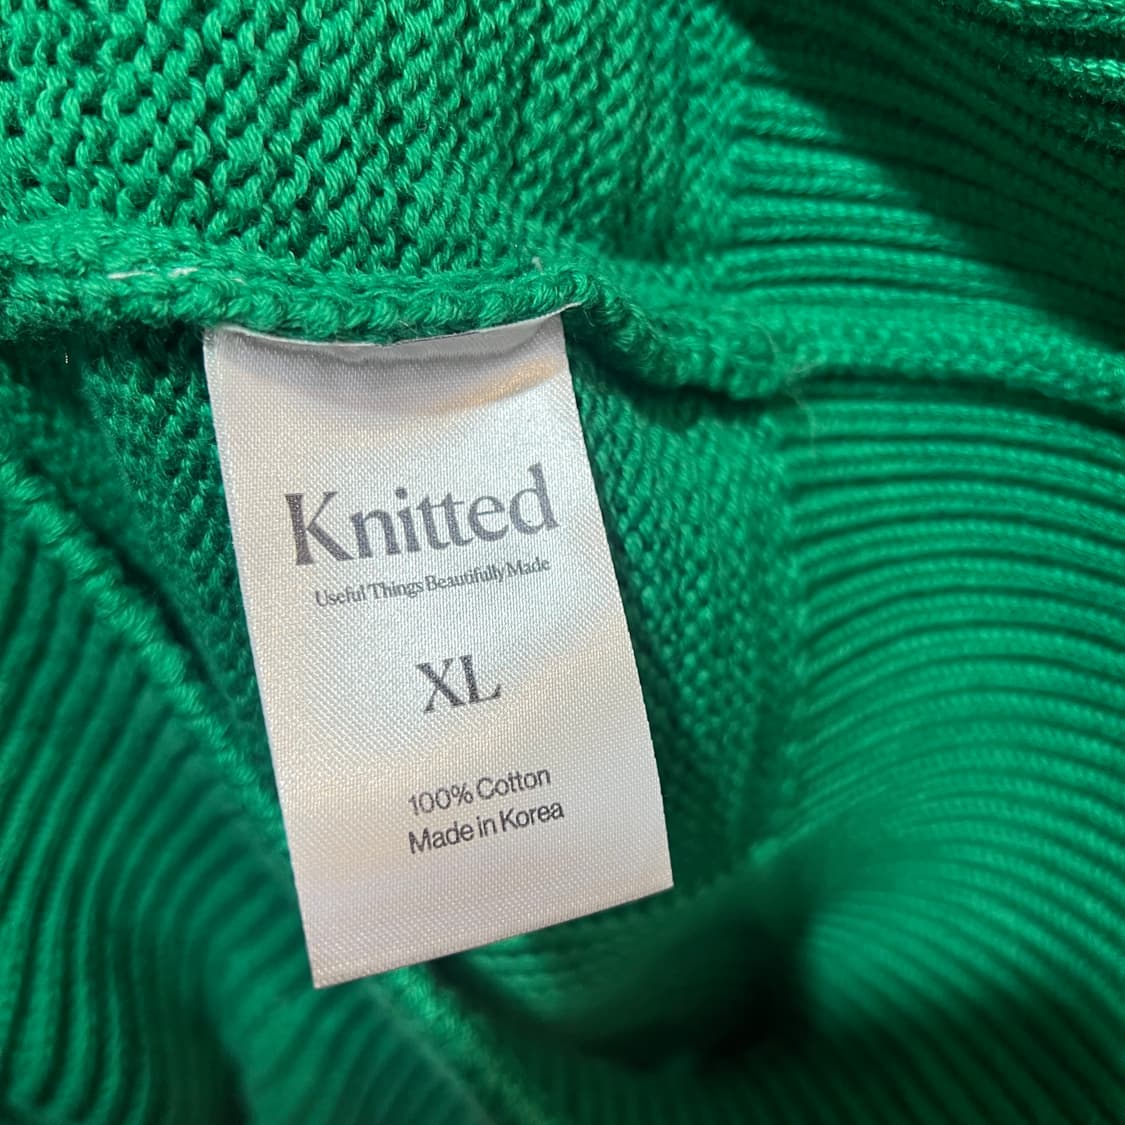 Knitted
Useful Things Beautifully Made
XL
100% Cotton
Made in Korea